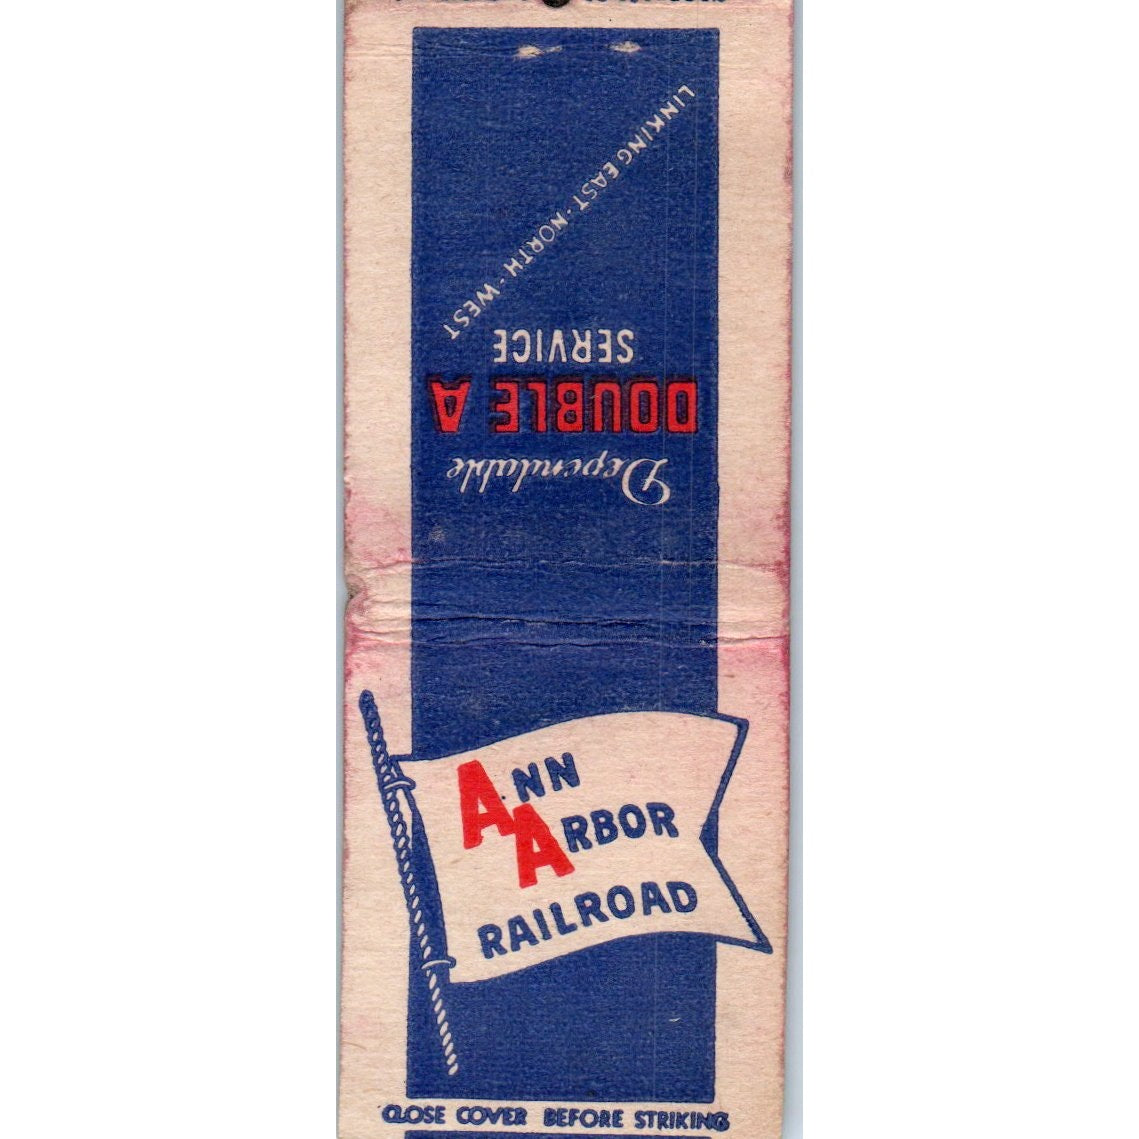 Dependable
DOUBLE A
SERVICE
LINKING EAST · NORTH · WEST
ANN
ARBOR
RAILROAD
CLOSE COVER BEFORE STRIKING